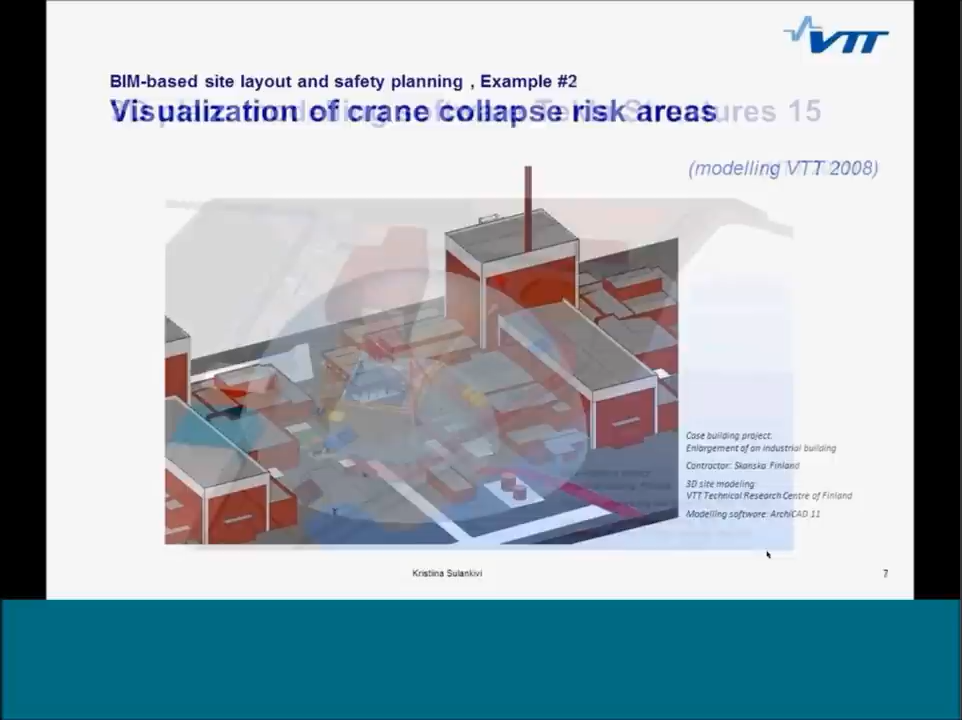 VTT
BIM-based site layout and safety planning , Example #2
Visualization of crane collapse risk areas
Structures 15
(modelling VTT 2008)
Case building project:
Enlargement of an industrial building
Contractor: Skanska Finland
3D site modeling:
VTT Technical Research Centre of Finland
Modelling software: ArchiCAD 11
Kristiina Sulankivi
7